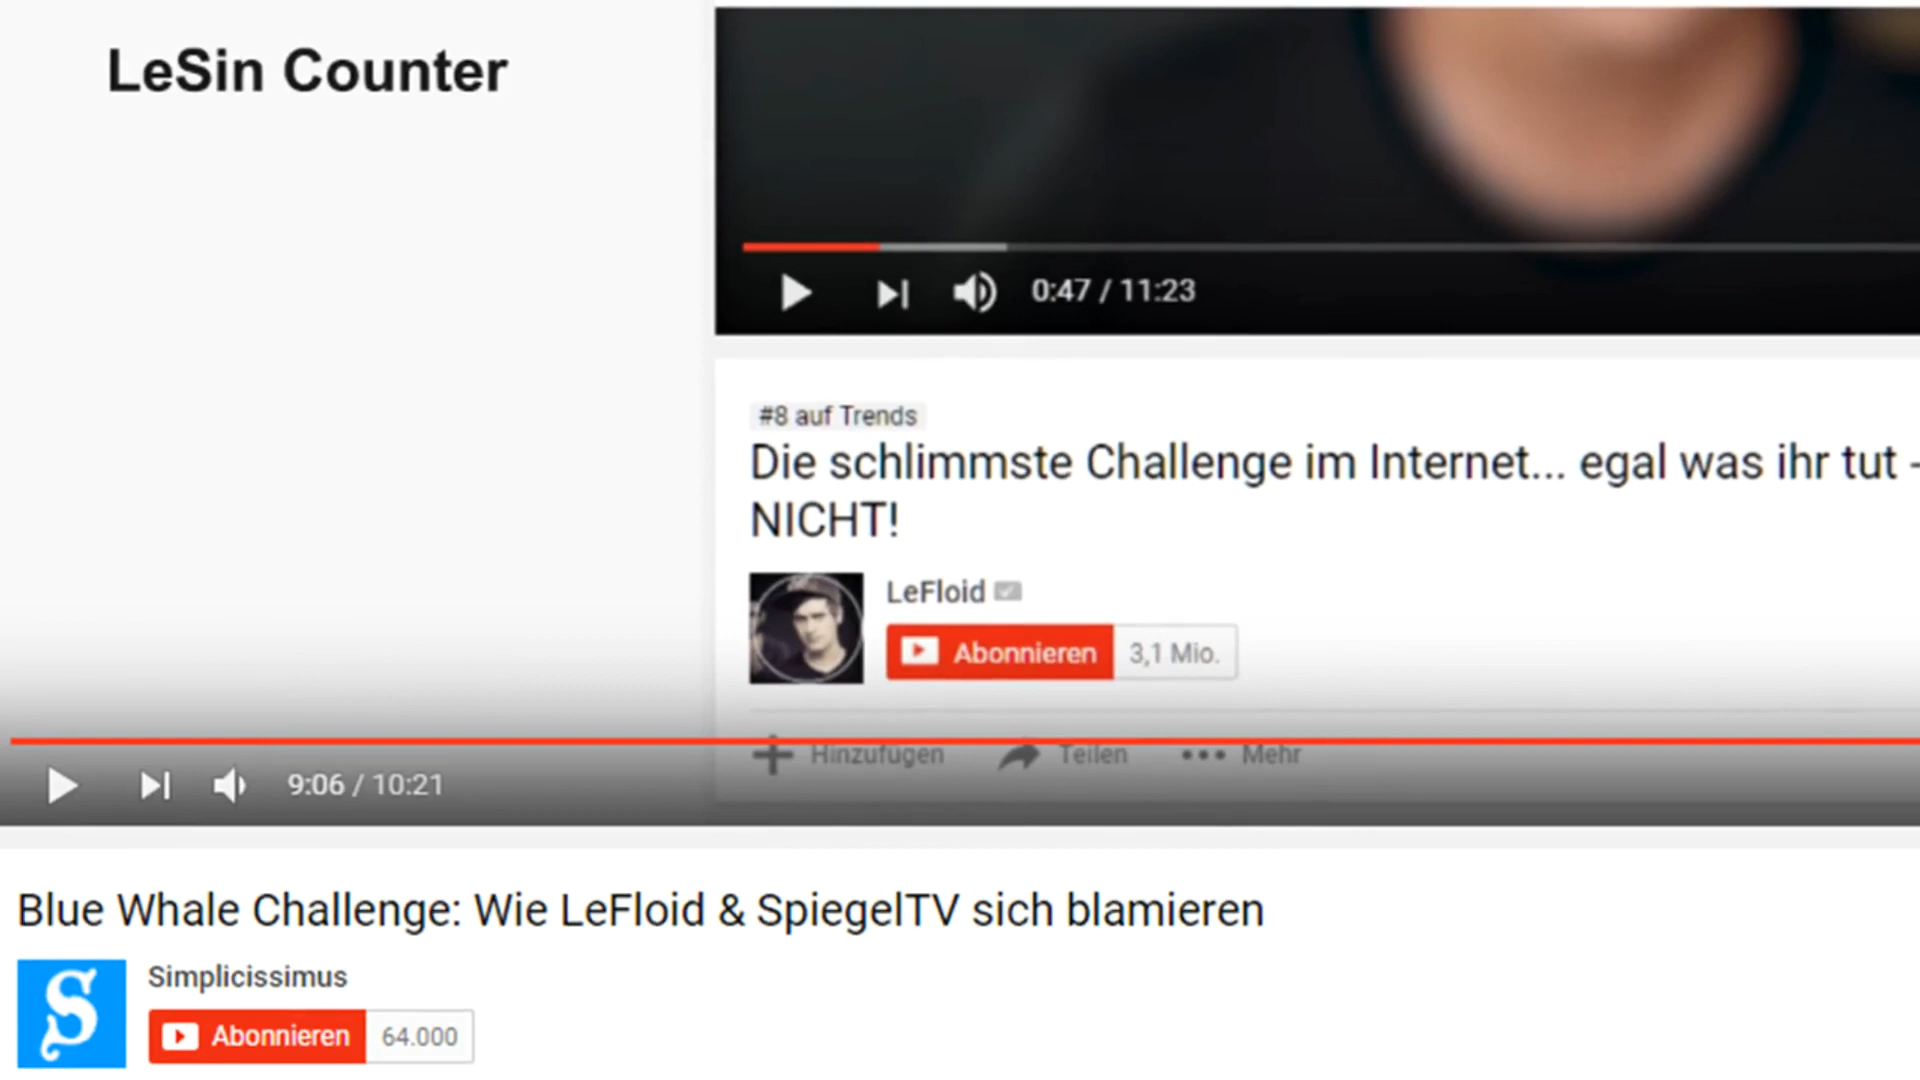 LeSin Counter
0:47 / 11:23
#8 auf Trends
Die schlimmste Challenge im Internet... egal was ihr tut -
NICHT!
LeFloid
Abonnieren 3,1 Mio.
Hinzufügen Teilen Mehr
9:06 / 10:21
Blue Whale Challenge: Wie LeFloid & SpiegelTV sich blamieren
S
Simplicissimus
Abonnieren 64.000